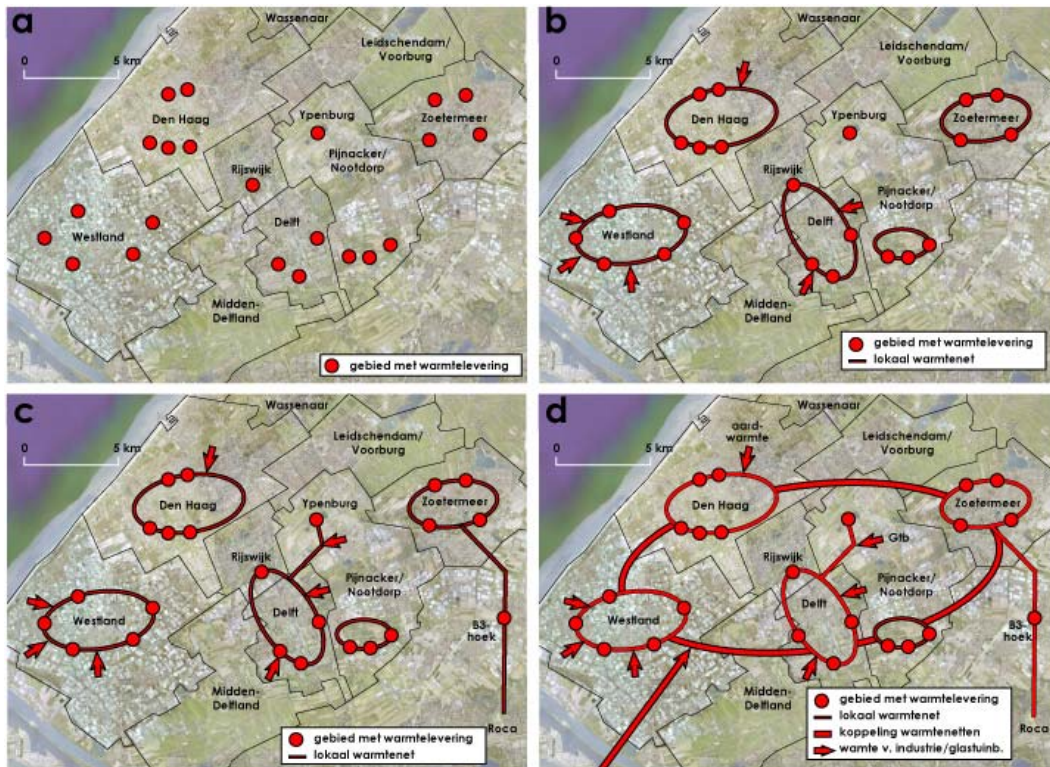 a
Wassenaar
Leidschendam/
Voorburg
0 5 km
Den Haag
Ypenburg
Zoetermeer
Pijnacker/
Nootdorp
Rijswijk
Westland
Delft
Midden-
Delfland
gebied met warmtelevering
b
Wassenaar
Leidschendam/
Voorburg
0 5 km
Den Haag
Ypenburg
Zoetermeer
Rijswijk
Pijnacker/
Nootdorp
Westland
Delft
Midden-
Delfland
gebied met warmtelevering
lokaal warmtenet
c
Wassenaar
Leidschendam/
Voorburg
0 5 km
Den Haag
Ypenburg
Zoetermeer
Rijswijk
Pijnacker/
Nootdorp
Westland
Delft
B3-
hoek
Midden-
Delfland
Roca
gebied met warmtelevering
lokaal warmtenet
d
Wassenaar
aard-
warmte
Leidschendam/
Voorburg
0 5 km
Den Haag
Zoetermeer
Gtb
Rijswijk
Pijnacker/
Nootdorp
Westland
Delft
B3-
hoek
Midden-
Delfland
Roca
gebied met warmtelevering
lokaal warmtenet
koppeling warmtenetten
wamte v. industrie/glastuinb.